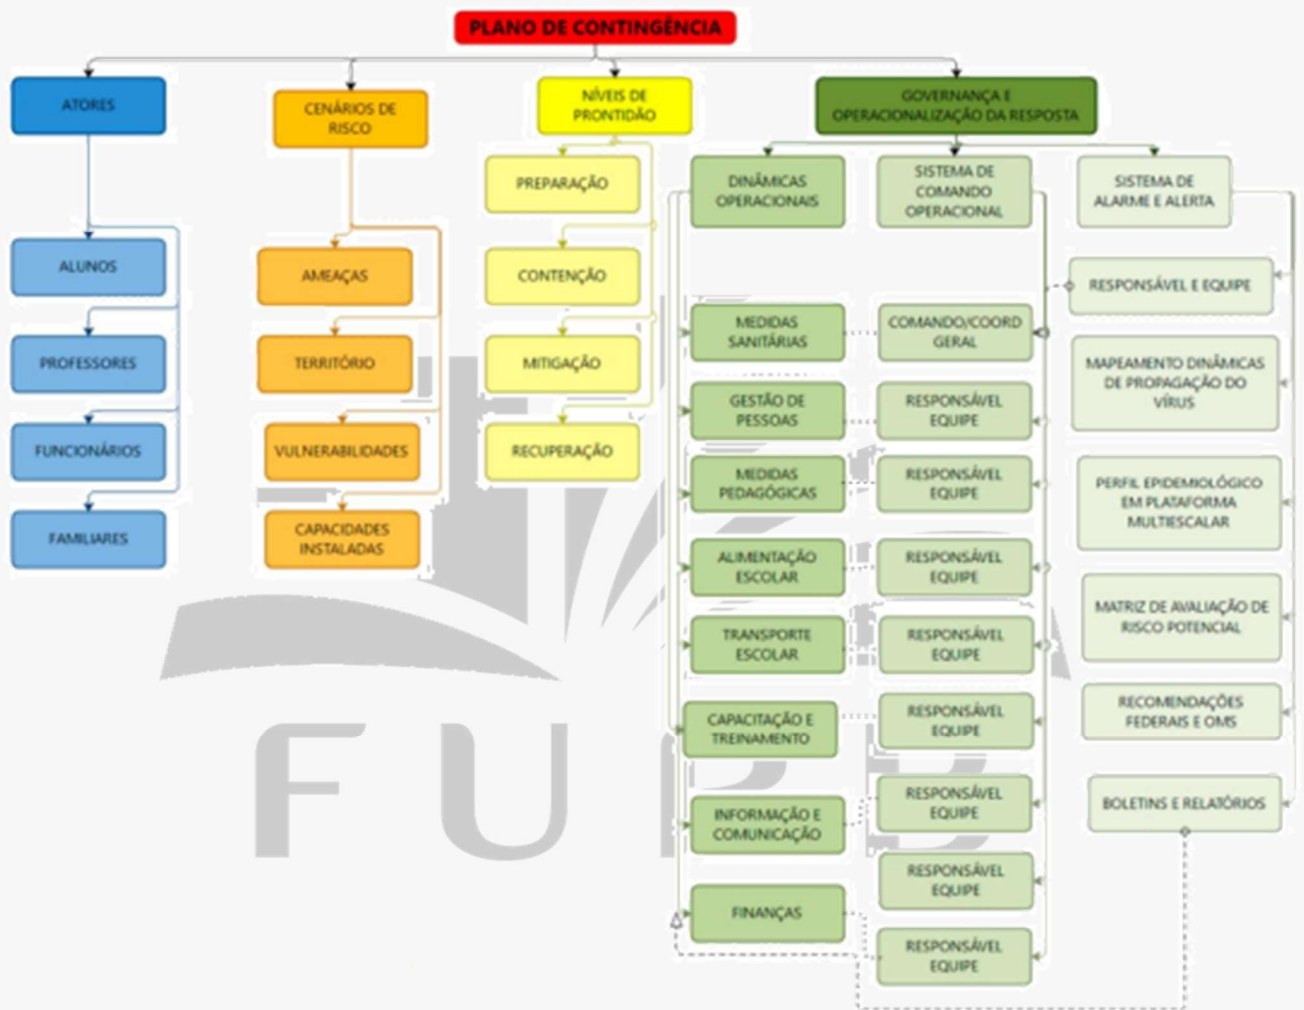 PLANO DE CONTINGÊNCIA
ATORES
CENÁRIOS DE
RISCO
NÍVEIS DE
PRONTIDÃO
GOVERNANÇA E
OPERACIONALIZAÇÃO DA RESPOSTA
ALUNOS
PROFESSORES
FUNCIONÁRIOS
FAMILIARES
AMEAÇAS
TERRITÓRIO
VULNERABILIDADES
CAPACIDADES
INSTALADAS
PREPARAÇÃO
CONTENÇÃO
MITIGAÇÃO
RECUPERAÇÃO
DINÂMICAS
OPERACIONAIS
MEDIDAS
SANITÁRIAS
GESTÃO DE
PESSOAS
MEDIDAS
PEDAGÓGICAS
ALIMENTAÇÃO
ESCOLAR
TRANSPORTE
ESCOLAR
CAPACITAÇÃO E
TREINAMENTO
INFORMAÇÃO E
COMUNICAÇÃO
FINANÇAS
SISTEMA DE
COMANDO
OPERACIONAL
COMANDO/COORD
GERAL
RESPONSÁVEL
EQUIPE
RESPONSÁVEL
EQUIPE
RESPONSÁVEL
EQUIPE
RESPONSÁVEL
EQUIPE
RESPONSÁVEL
EQUIPE
RESPONSÁVEL
EQUIPE
RESPONSÁVEL
EQUIPE
RESPONSÁVEL
EQUIPE
SISTEMA DE
ALARME E ALERTA
RESPONSÁVEL E EQUIPE
MAPEAMENTO DINÂMICAS
DE PROPAGAÇÃO DO
VÍRUS
PERFIL EPIDEMIOLÓGICO
EM PLATAFORMA
MULTIESCALAR
MATRIZ DE AVALIAÇÃO DE
RISCO POTENCIAL
RECOMENDAÇÕES
FEDERAIS E OMS
BOLETINS E RELATÓRIOS
FURB